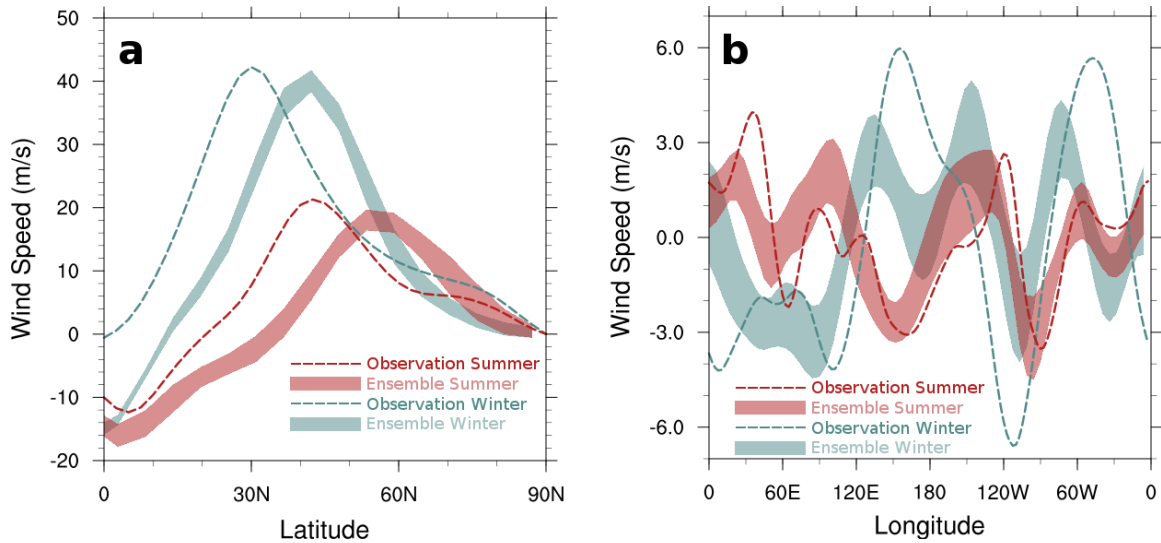 a
50
40
30
20
10
0
-10
-20
Wind Speed (m/s)
Observation Summer
Ensemble Summer
Observation Winter
Ensemble Winter
0 30N 60N 90N
Latitude
b
6.0
3.0
0.0
-3.0
-6.0
Wind Speed (m/s)
Observation Summer
Ensemble Summer
Observation Winter
Ensemble Winter
0 60E 120E 180 120W 60W 0
Longitude